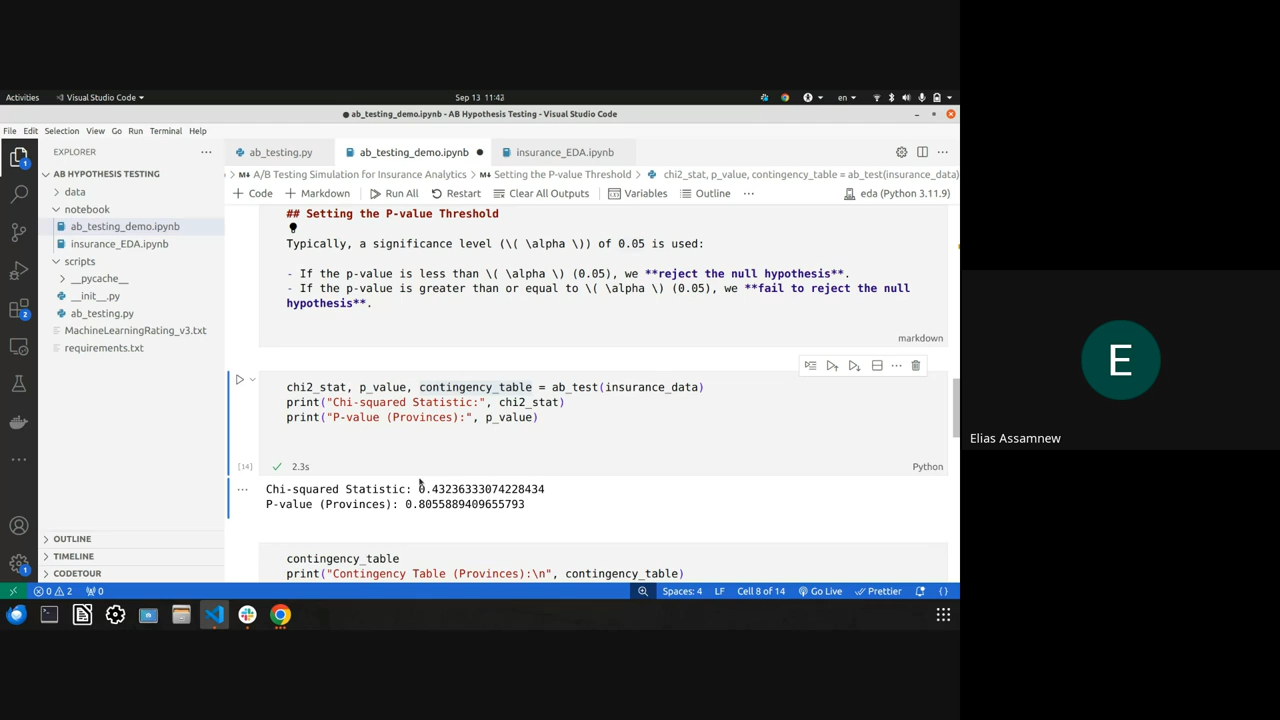 Activities
Visual Studio Code
Sep 13 11:42
en
ab_testing_demo.ipynb - AB Hypothesis Testing - Visual Studio Code
File Edit Selection View Go Run Terminal Help
EXPLORER
ab_testing.py
ab_testing_demo.ipynb
insurance_EDA.ipynb
AB HYPOTHESIS TESTING
A/B Testing Simulation for Insurance Analytics > Setting the P-value Threshold > chi2_stat, p_value, contingency_table = ab_test(insurance_data)
data
Code
Markdown
Run All
Restart
Clear All Outputs
Variables
Outline
eda (Python 3.11.9)
notebook
ab_testing_demo.ipynb
insurance_EDA.ipynb
scripts
__pycache__
__init__.py
ab_testing.py
MachineLearningRating_v3.txt
requirements.txt
## Setting the P-value Threshold
Typically, a significance level (\( \alpha \)) of 0.05 is used:
- If the p-value is less than \( \alpha \) (0.05), we **reject the null hypothesis**.
- If the p-value is greater than or equal to \( \alpha \) (0.05), we **fail to reject the null
hypothesis**.
markdown
chi2_stat, p_value, contingency_table = ab_test(insurance_data)
print("Chi-squared Statistic:", chi2_stat)
print("P-value (Provinces):", p_value)
[14]
2.3s
Python
Chi-squared Statistic: 0.43236333074228434
P-value (Provinces): 0.8055889409655793
contingency_table
print("Contingency Table (Provinces):\n", contingency_table)
OUTLINE
TIMELINE
CODETOUR
0 2
0
Spaces: 4
LF
Cell 8 of 14
Go Live
Prettier
{}
1
2
1
E
Elias Assamnew